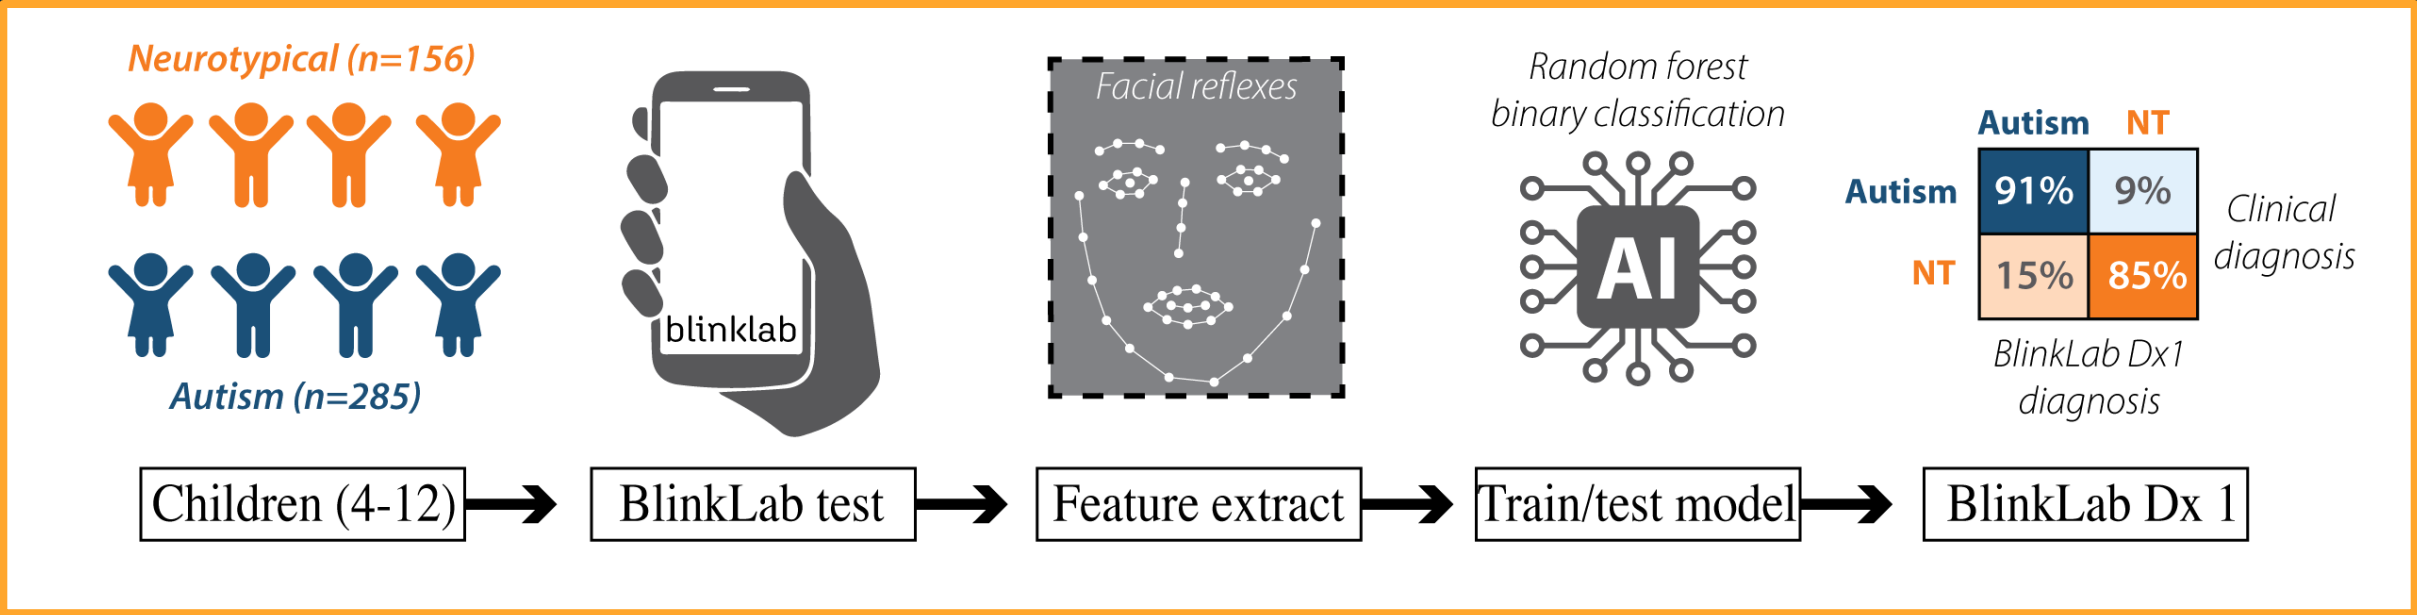 Neurotypical (n=156)
Autism (n=285)
blinklab
Facial reflexes
Random forest
binary classification
AI
Autism NT
Autism 91% 9%
NT 15% 85%
Clinical
diagnosis
BlinkLab Dx1
diagnosis
Children (4-12)
BlinkLab test
Feature extract
Train/test model
BlinkLab Dx 1